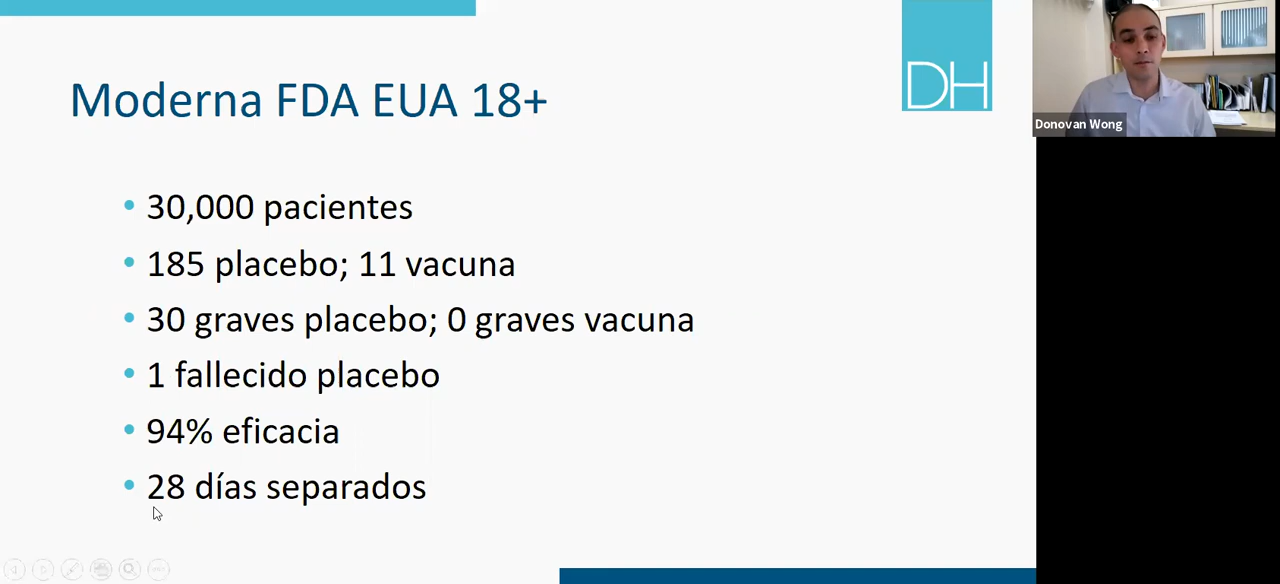 Moderna FDA EUA 18+
DH
Donovan Wong
30,000 pacientes
185 placebo; 11 vacuna
30 graves placebo; 0 graves vacuna
1 fallecido placebo
94% eficacia
28 días separados